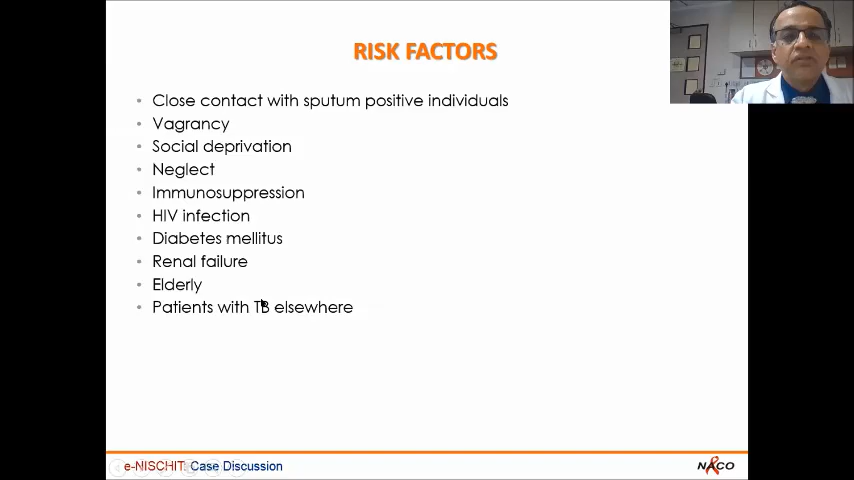 RISK FACTORS
Close contact with sputum positive individuals
Vagrancy
Social deprivation
Neglect
Immunosuppression
HIV infection
Diabetes mellitus
Renal failure
Elderly
Patients with TB elsewhere
e-NISCHIT: Case Discussion
NACO